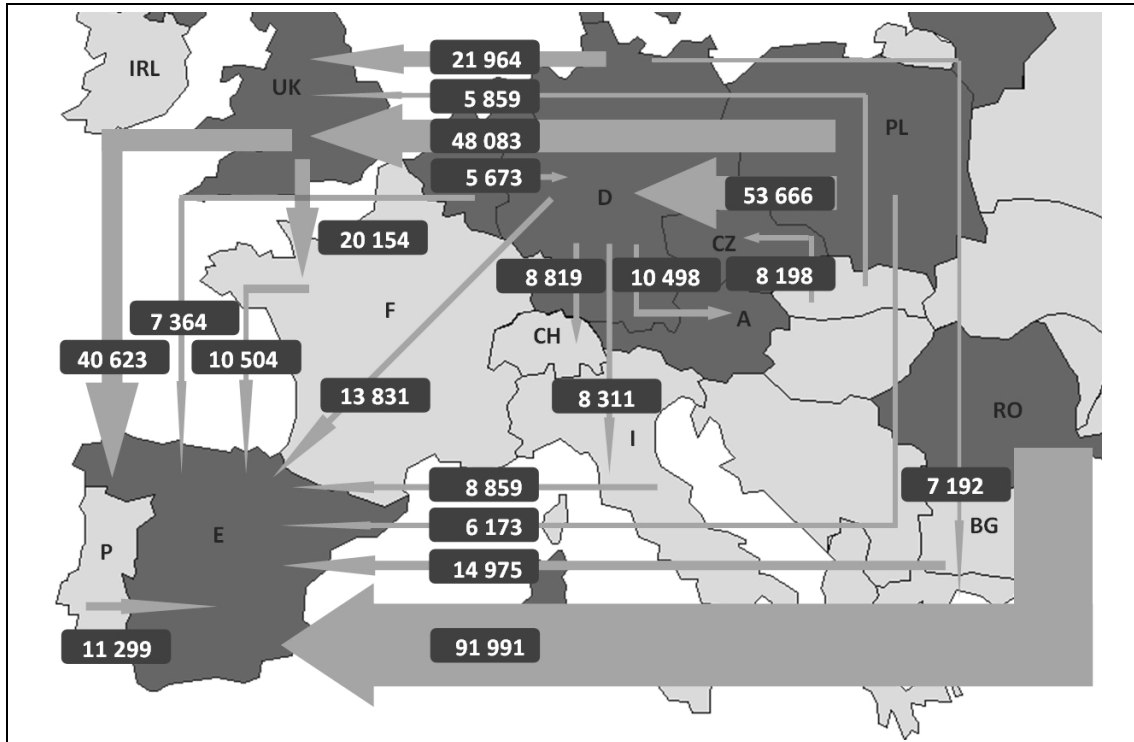 21 964
IRL
UK
5 859
PL
48 083
5 673
53 666
D
20 154
CZ
8 819
10 498
8 198
F
7 364
A
CH
40 623
10 504
13 831
8 311
RO
I
8 859
7 192
6 173
BG
E
P
14 975
11 299
91 991